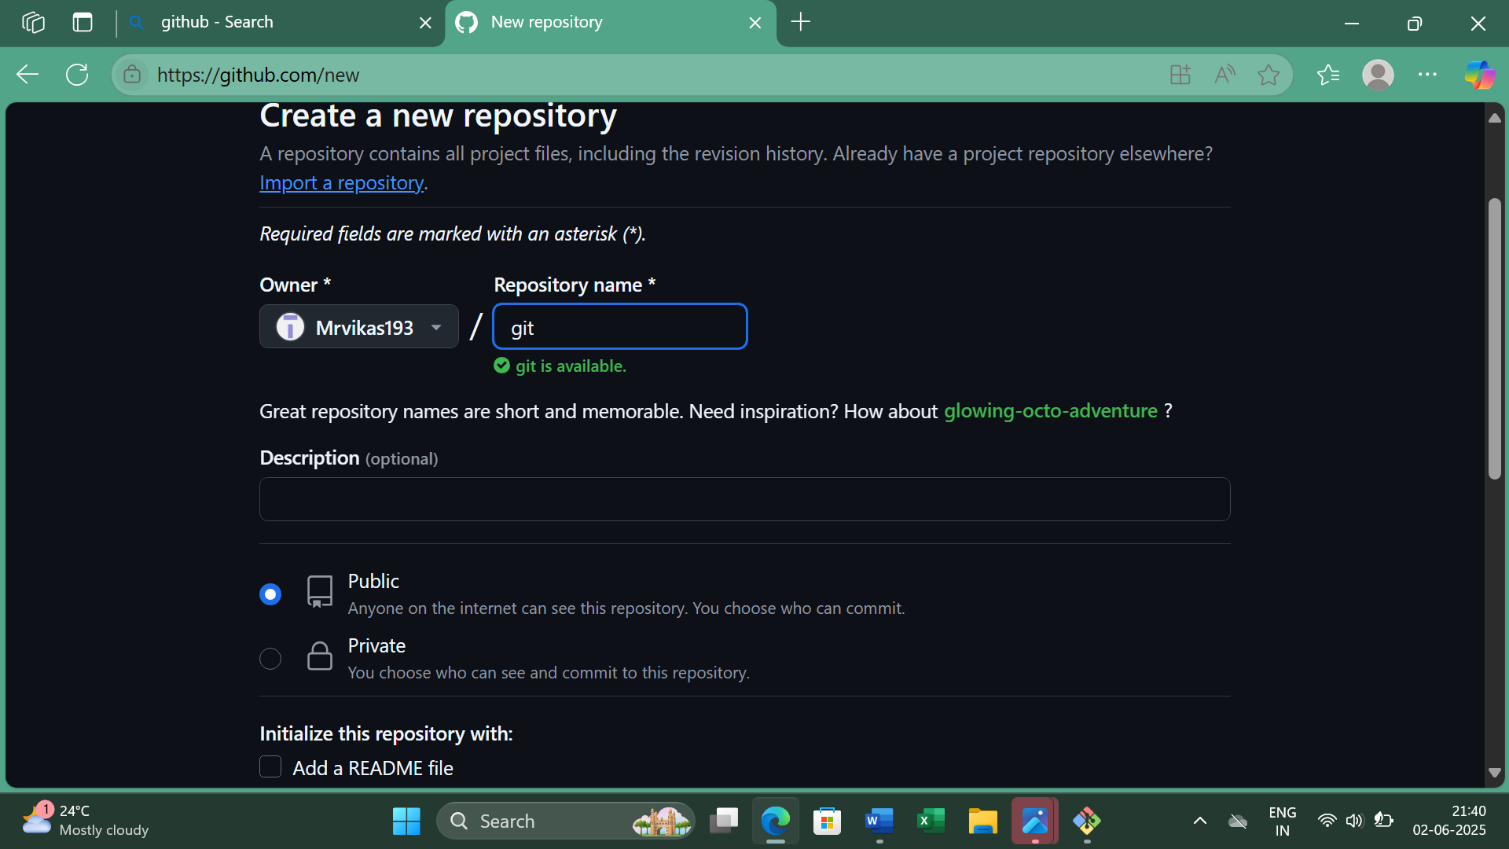 github - Search
New repository
https://github.com/new
Create a new repository
A repository contains all project files, including the revision history. Already have a project repository elsewhere?
Import a repository.
Required fields are marked with an asterisk (*).
Owner * Repository name *
Mrvikas193 / git
git is available.
Great repository names are short and memorable. Need inspiration? How about glowing-octo-adventure ?
Description (optional)
Public
Anyone on the internet can see this repository. You choose who can commit.
Private
You choose who can see and commit to this repository.
Initialize this repository with:
Add a README file
1
24°C
Mostly cloudy
Search
ENG
IN
21:40
02-06-2025